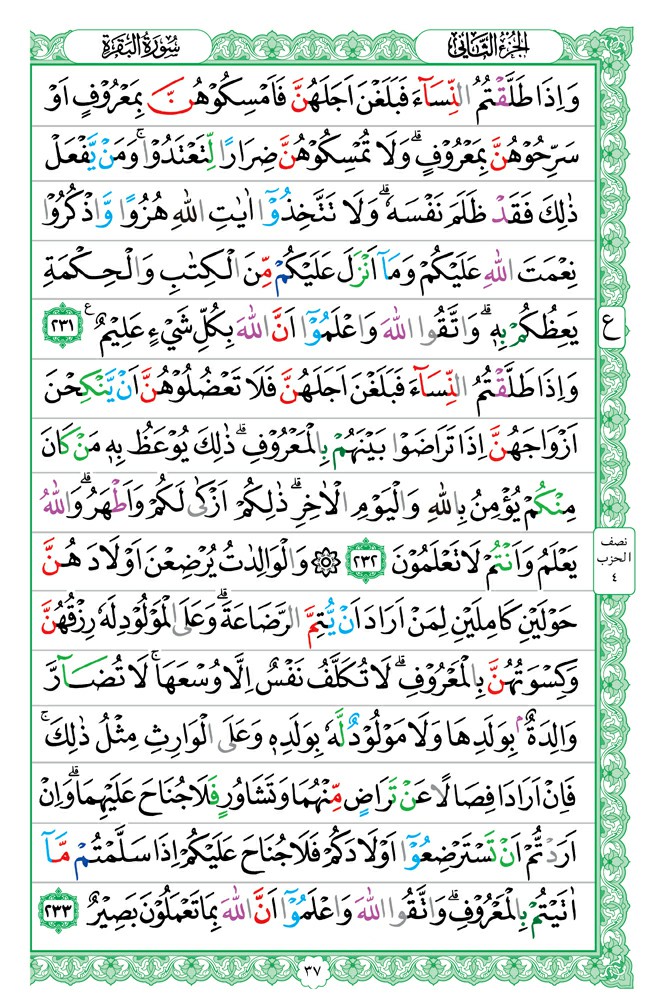 الجزء الثاني
سورة البقرة
وَاِذَا طَلَّقْتُمُ النِّسَآءَ فَبَلَغْنَ اَجَلَهُنَّ فَاَمْسِكُوْهُنَّ بِمَعْرُوْفٍ اَوْ
سَرِّحُوْهُنَّ بِمَعْرُوْفٍ ۪ وَلَا تُمْسِكُوْهُنَّ ضِرَارًا لِّتَعْتَدُوْا ۚ وَمَنْ يَّفْعَلْ
ذٰلِكَ فَقَدْ ظَلَمَ نَفْسَهٗ ؕ وَلَا تَتَّخِذُوْٓا اٰيٰتِ اللّٰهِ هُزُوًا وَّاذْكُرُوْا
نِعْمَتَ اللّٰهِ عَلَيْكُمْ وَمَآ اَنْزَلَ عَلَيْكُمْ مِّنَ الْكِتٰبِ وَالْحِكْمَةِ
يَعِظُكُمْ بِهٖ ؕ وَاتَّقُوا اللّٰهَ وَاعْلَمُوْٓا اَنَّ اللّٰهَ بِكُلِّ شَيْءٍ عَلِيْمٌ ع ٢٣١
ع
وَاِذَا طَلَّقْتُمُ النِّسَآءَ فَبَلَغْنَ اَجَلَهُنَّ فَلَا تَعْضُلُوْهُنَّ اَنْ يَّنْكِحْنَ
اَزْوَاجَهُنَّ اِذَا تَرَاضَوْا بَيْنَهُمْ بِالْمَعْرُوْفِ ؕ ذٰلِكَ يُوْعَظُ بِهٖ مَنْ كَانَ
مِنْكُمْ يُؤْمِنُ بِاللّٰهِ وَالْيَوْمِ الْاٰخِرِ ؕ ذٰلِكُمْ اَزْكٰى لَكُمْ وَاَطْهَرُ ؕ وَاللّٰهُ
يَعْلَمُ وَاَنْتُمْ لَا تَعْلَمُوْنَ ٢٣٢ ۞ وَالْوَالِدٰتُ يُرْضِعْنَ اَوْلَادَهُنَّ
نصف
الحزب
٤
حَوْلَيْنِ كَامِلَيْنِ لِمَنْ اَرَادَ اَنْ يُّتِمَّ الرَّضَاعَةَ ؕ وَعَلَى الْمَوْلُوْدِ لَهٗ رِزْقُهُنَّ
وَكِسْوَتُهُنَّ بِالْمَعْرُوْفِ ؕ لَا تُكَلَّفُ نَفْسٌ اِلَّا وُسْعَهَا ۚ لَا تُضَآرَّ
وَالِدَةٌ ۢ بِوَلَدِهَا وَلَا مَوْلُوْدٌ لَّهٗ بِوَلَدِهٖ وَعَلَى الْوَارِثِ مِثْلُ ذٰلِكَ ۚ
فَاِنْ اَرَادَا فِصَالًا عَنْ تَرَاضٍ مِّنْهُمَا وَتَشَاوُرٍ فَلَا جُنَاحَ عَلَيْهِمَا ؕ وَاِنْ
اَرَدْتُّمْ اَنْ تَسْتَرْضِعُوْٓا اَوْلَادَكُمْ فَلَا جُنَاحَ عَلَيْكُمْ اِذَا سَلَّمْتُمْ مَّآ
اٰتَيْتُمْ بِالْمَعْرُوْفِ ؕ وَاتَّقُوا اللّٰهَ وَاعْلَمُوْٓا اَنَّ اللّٰهَ بِمَا تَعْمَلُوْنَ بَصِيْرٌ ٢٣٣
٣٧